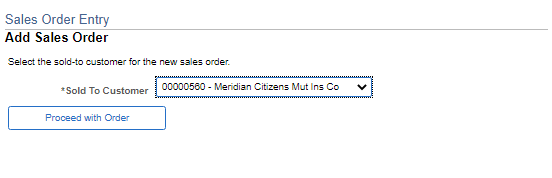 Sales Order Entry
Add Sales Order
Select the sold-to customer for the new sales order.
*Sold To Customer 00000560 - Meridian Citizens Mut Ins Co
Proceed with Order